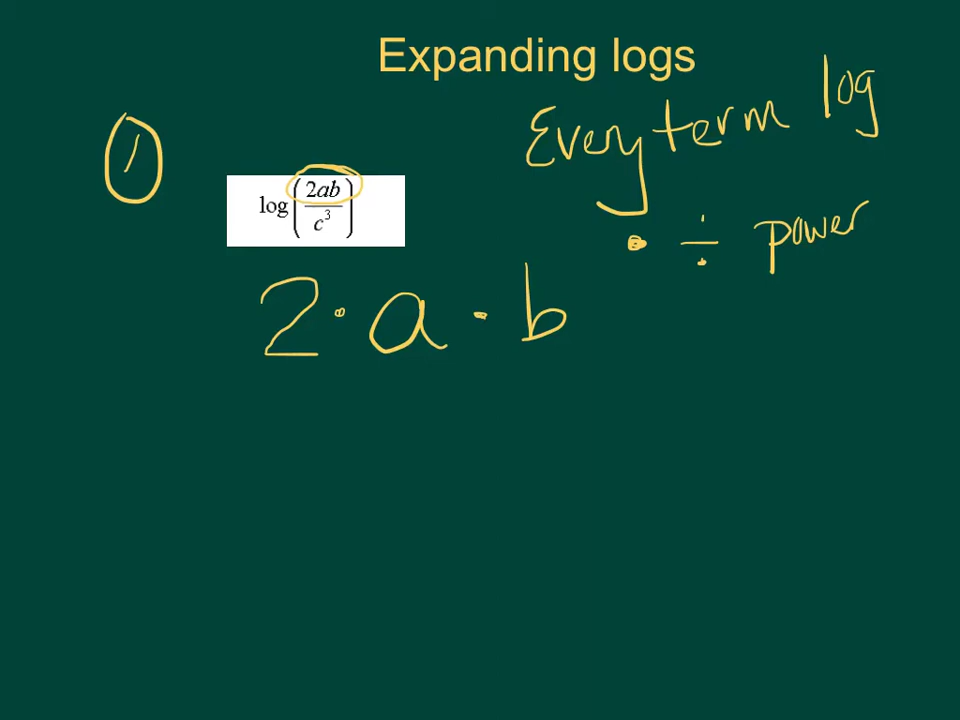 Expanding logs
Every term log
①
log(2ab/c³)
• ÷ power
2 · a · b